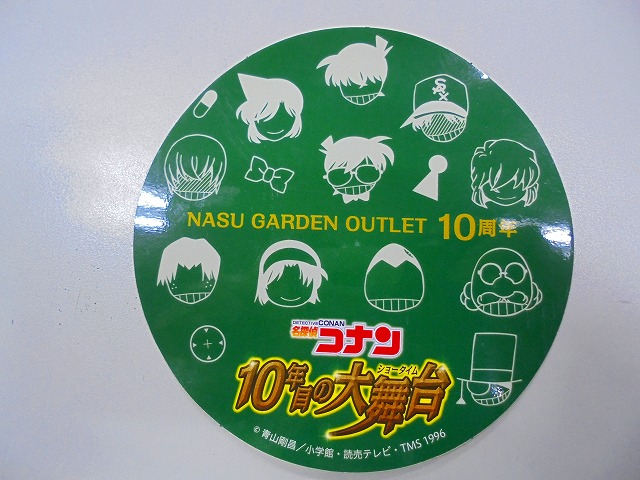 SAX
NASU GARDEN OUTLET 10周年
DETECTIVE CONAN
名探偵コナン
ショータイム
10年目の大舞台
© 青山剛昌/小学館・読売テレビ・TMS 1996